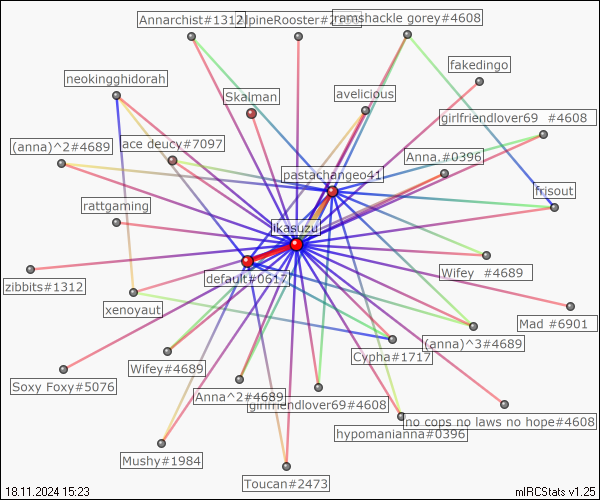 Annarchist#1312
ramshackle gorey#4608
neokingghidorah
fakedingo
Skalman
avelicious
girlfriendlover69 #4608
(anna)^2#4689
ace deucy#7097
Anna.#0396
pastachangeo41
frisout
rattgaming
ikasuzu
Wifey #4689
zibbits#1312
default#0617
xenoyaut
Mad #6901
Cypha#1717
(anna)^3#4689
Wifey#4689
Soxy Foxy#5076
Anna^2#4689
girlfriendlover69#4608
no cops no laws no hope#4608
hypomanianna#0396
Mushy#1984
Toucan#2473
18.11.2024 15:23
mIRCStats v1.25